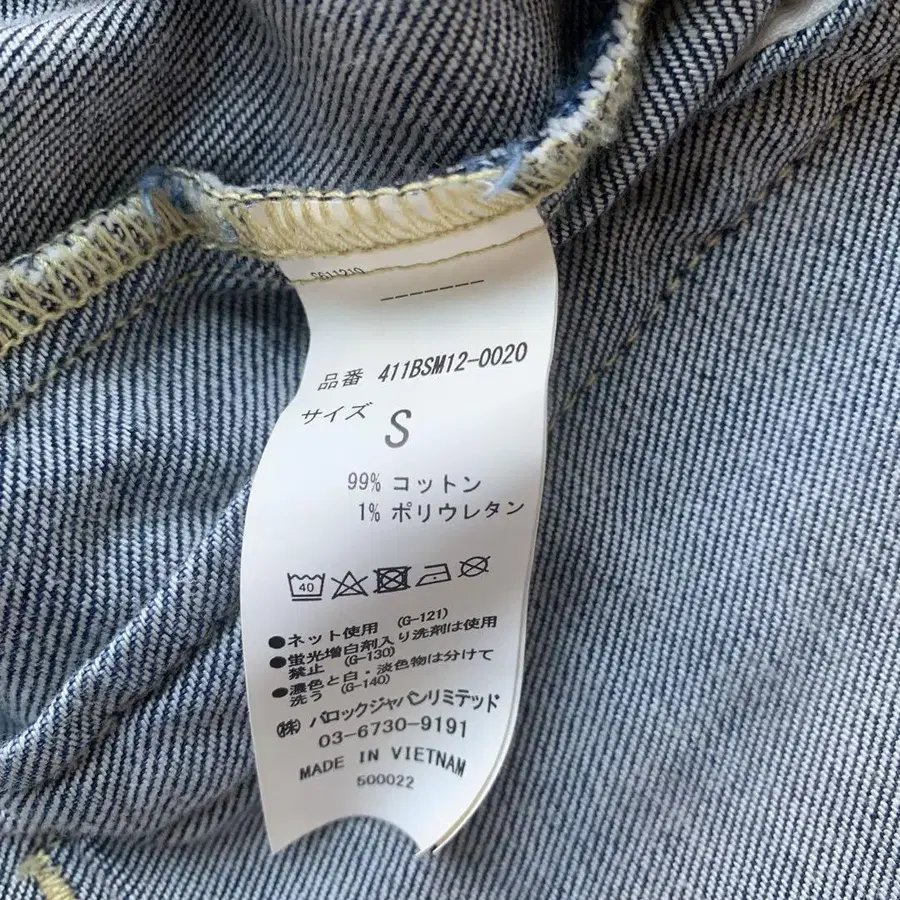 品番 411BSM12-0020
サイズ S
99% コットン
1% ポリウレタン
40
●ネット使用 (G-121)
●蛍光増白剤入り洗剤は使用
禁止 (G-130)
●濃色と白・淡色物は分けて
洗う (G-140)
(株) バロックジャパンリミテッド
03-6730-9191
MADE IN VIETNAM
500022